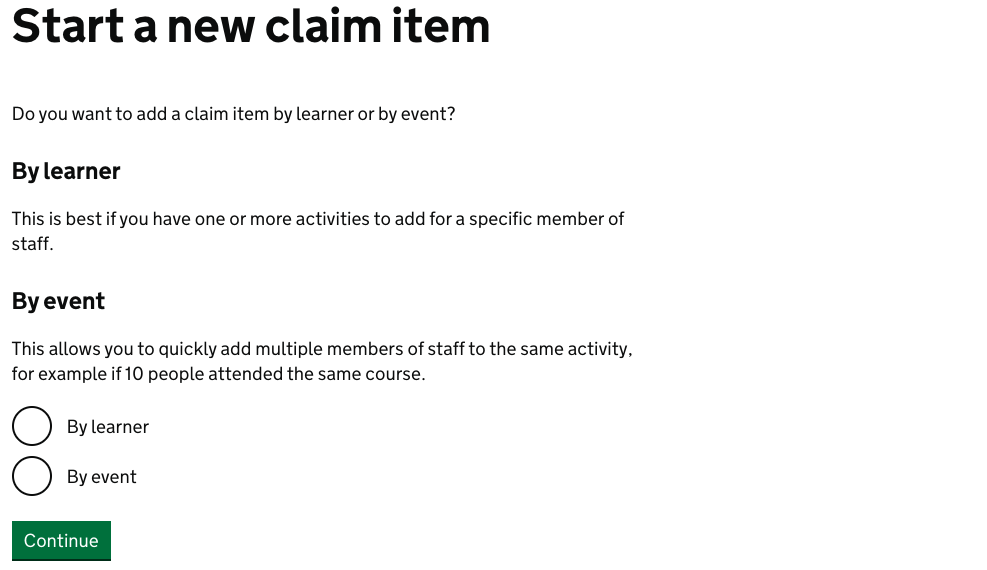 Start a new claim item
Do you want to add a claim item by learner or by event?
By learner
This is best if you have one or more activities to add for a specific member of
staff.
By event
This allows you to quickly add multiple members of staff to the same activity,
for example if 10 people attended the same course.
By learner
By event
Continue